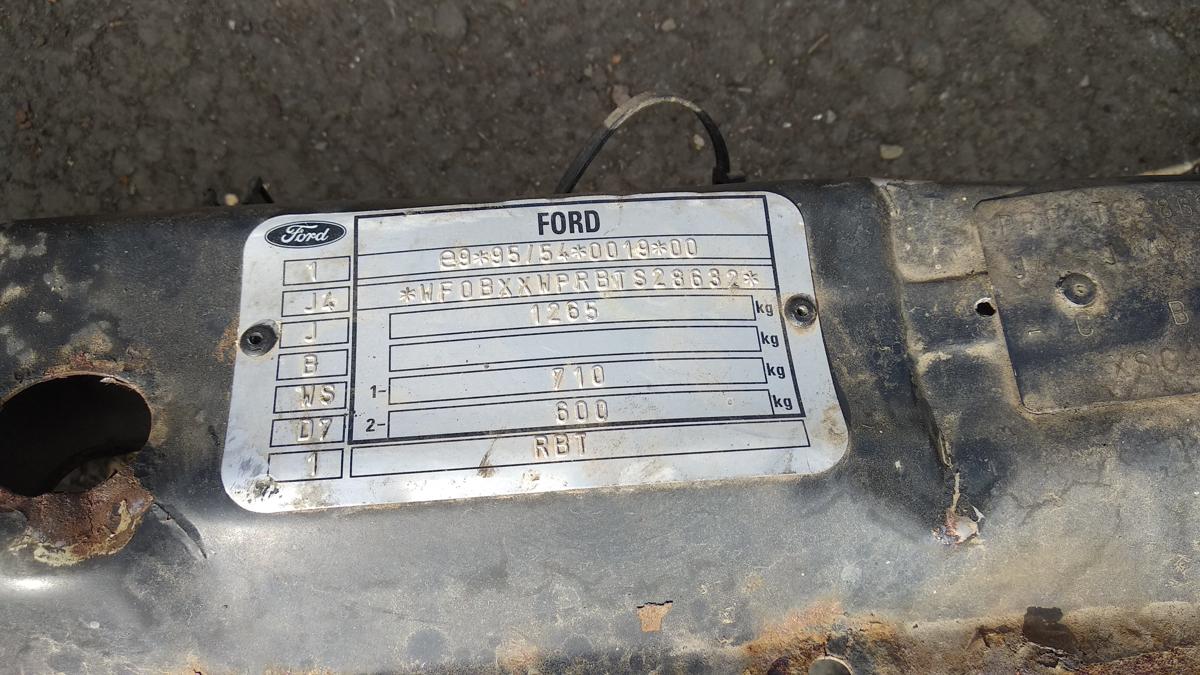 Ford
FORD
e9*95/54*0019*00
1
*WF0BXXWPRBTS23632*
J4
1265 kg
J
kg
B
1- 710 kg
WS
2- 600 kg
D7
RBT
1
- C B